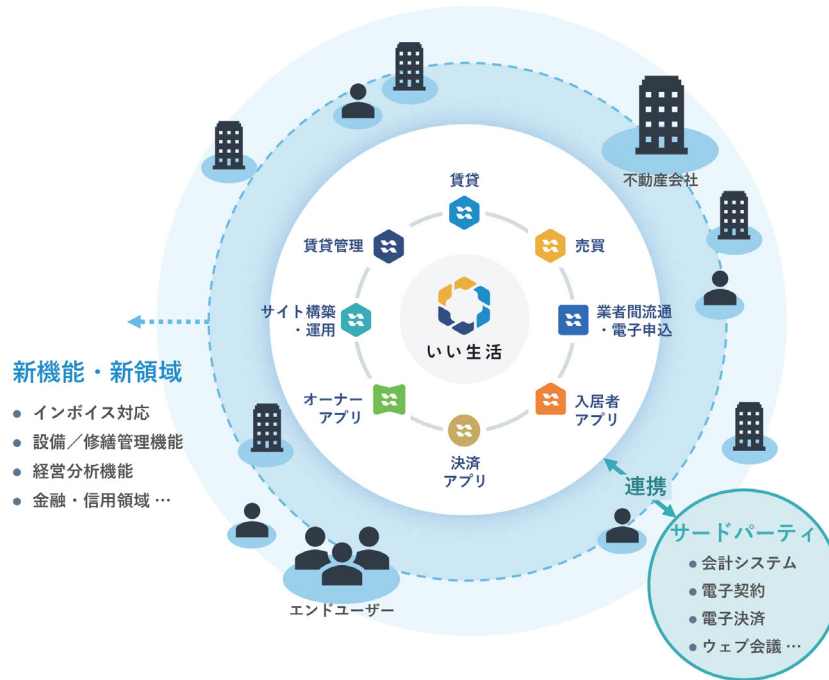 賃貸
不動産会社
賃貸管理
売買
サイト構築
・運用
業者間流通
・電子申込
いい生活
新機能・新領域
● インボイス対応
● 設備／修繕管理機能
● 経営分析機能
● 金融・信用領域 …
オーナー
アプリ
入居者
アプリ
決済
アプリ
連携
サードパーティ
● 会計システム
● 電子契約
● 電子決済
● ウェブ会議 …
エンドユーザー